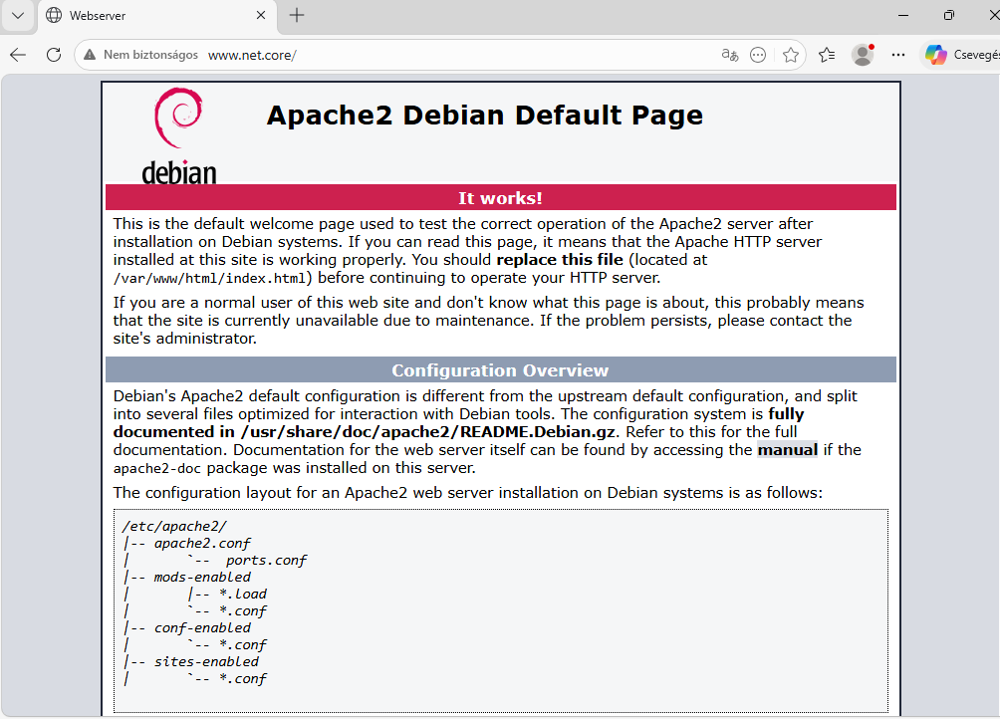 Webserver
Nem biztonságos www.net.core/
aあ
Csevegés
debian
Apache2 Debian Default Page
It works!
This is the default welcome page used to test the correct operation of the Apache2 server after
installation on Debian systems. If you can read this page, it means that the Apache HTTP server
installed at this site is working properly. You should replace this file (located at
/var/www/html/index.html) before continuing to operate your HTTP server.
If you are a normal user of this web site and don't know what this page is about, this probably means
that the site is currently unavailable due to maintenance. If the problem persists, please contact the
site's administrator.
Configuration Overview
Debian's Apache2 default configuration is different from the upstream default configuration, and split
into several files optimized for interaction with Debian tools. The configuration system is fully
documented in /usr/share/doc/apache2/README.Debian.gz. Refer to this for the full
documentation. Documentation for the web server itself can be found by accessing the manual if the
apache2-doc package was installed on this server.
The configuration layout for an Apache2 web server installation on Debian systems is as follows:
/etc/apache2/
|-- apache2.conf
|       `--  ports.conf
|-- mods-enabled
|       |-- *.load
|       `-- *.conf
|-- conf-enabled
|       `-- *.conf
|-- sites-enabled
|       `-- *.conf